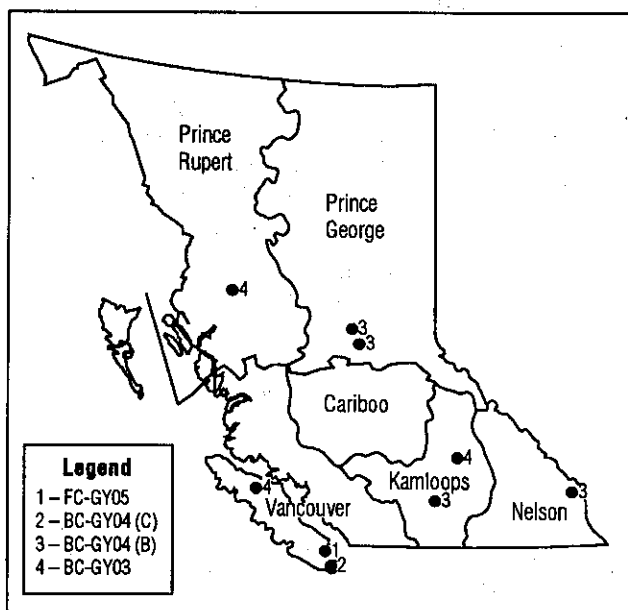 Prince
Rupert
Prince
George
4
3
3
Cariboo
4
Kamloops
3
3
Nelson
4
Vancouver
1
2
Legend
1 – FC-GY05
2 – BC-GY04 (C)
3 – BC-GY04 (B)
4 – BC-GY03